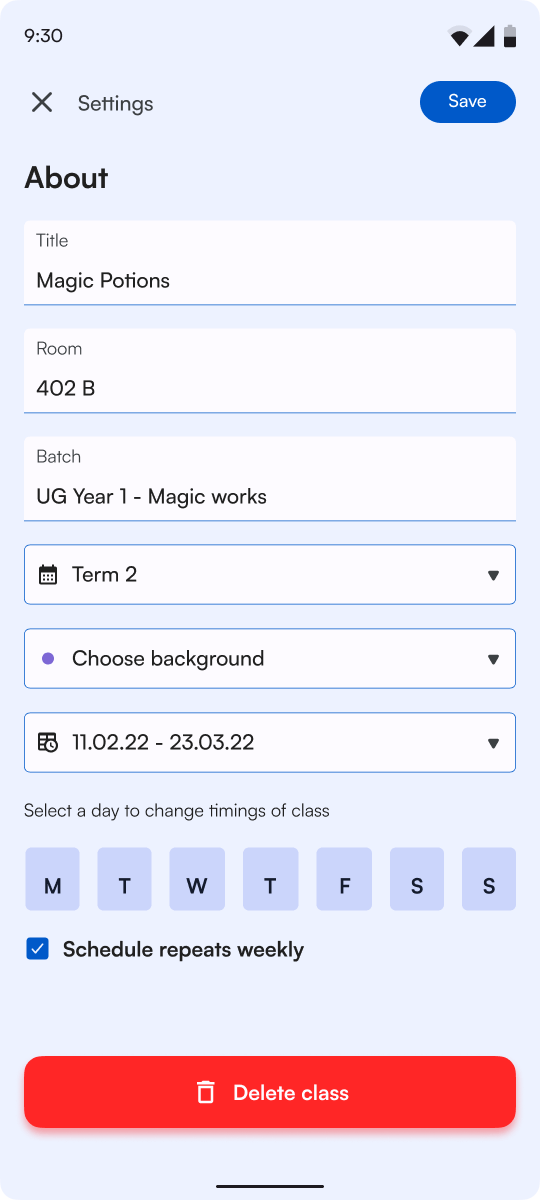 9:30
Settings
Save
About
Title
Magic Potions
Room
402 B
Batch
UG Year 1 - Magic works
Term 2
Choose background
11.02.22 - 23.03.22
Select a day to change timings of class
M T W T F S S
Schedule repeats weekly
Delete class